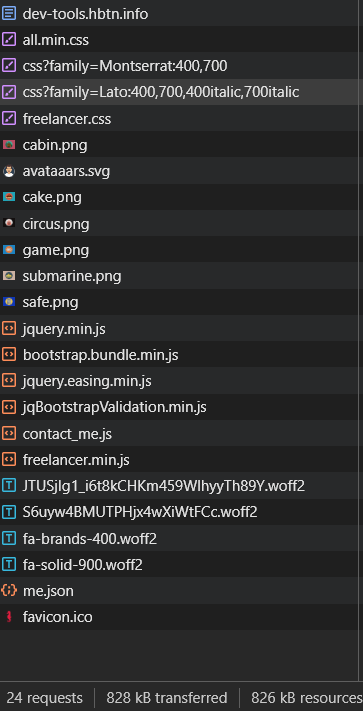 dev-tools.hbtn.info
all.min.css
css?family=Montserrat:400,700
css?family=Lato:400,700,400italic,700italic
freelancer.css
cabin.png
avataaars.svg
cake.png
circus.png
game.png
submarine.png
safe.png
jquery.min.js
bootstrap.bundle.min.js
jquery.easing.min.js
jqBootstrapValidation.min.js
contact_me.js
freelancer.min.js
JTUSjIg1_i6t8kCHKm459WlhyyTh89Y.woff2
S6uyw4BMUTPHjx4wXiWtFCc.woff2
fa-brands-400.woff2
fa-solid-900.woff2
me.json
favicon.ico
24 requests 828 kB transferred 826 kB resources